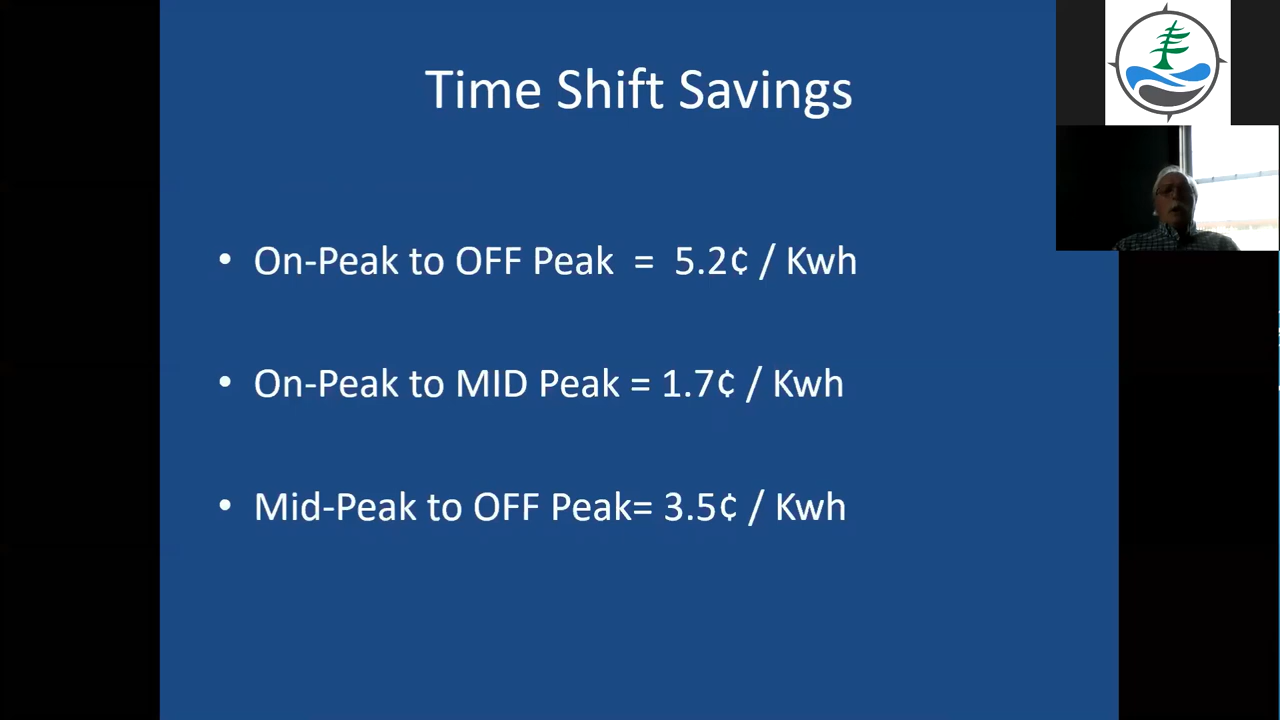 Time Shift Savings
• On-Peak to OFF Peak = 5.2¢ / Kwh
• On-Peak to MID Peak = 1.7¢ / Kwh
• Mid-Peak to OFF Peak= 3.5¢ / Kwh